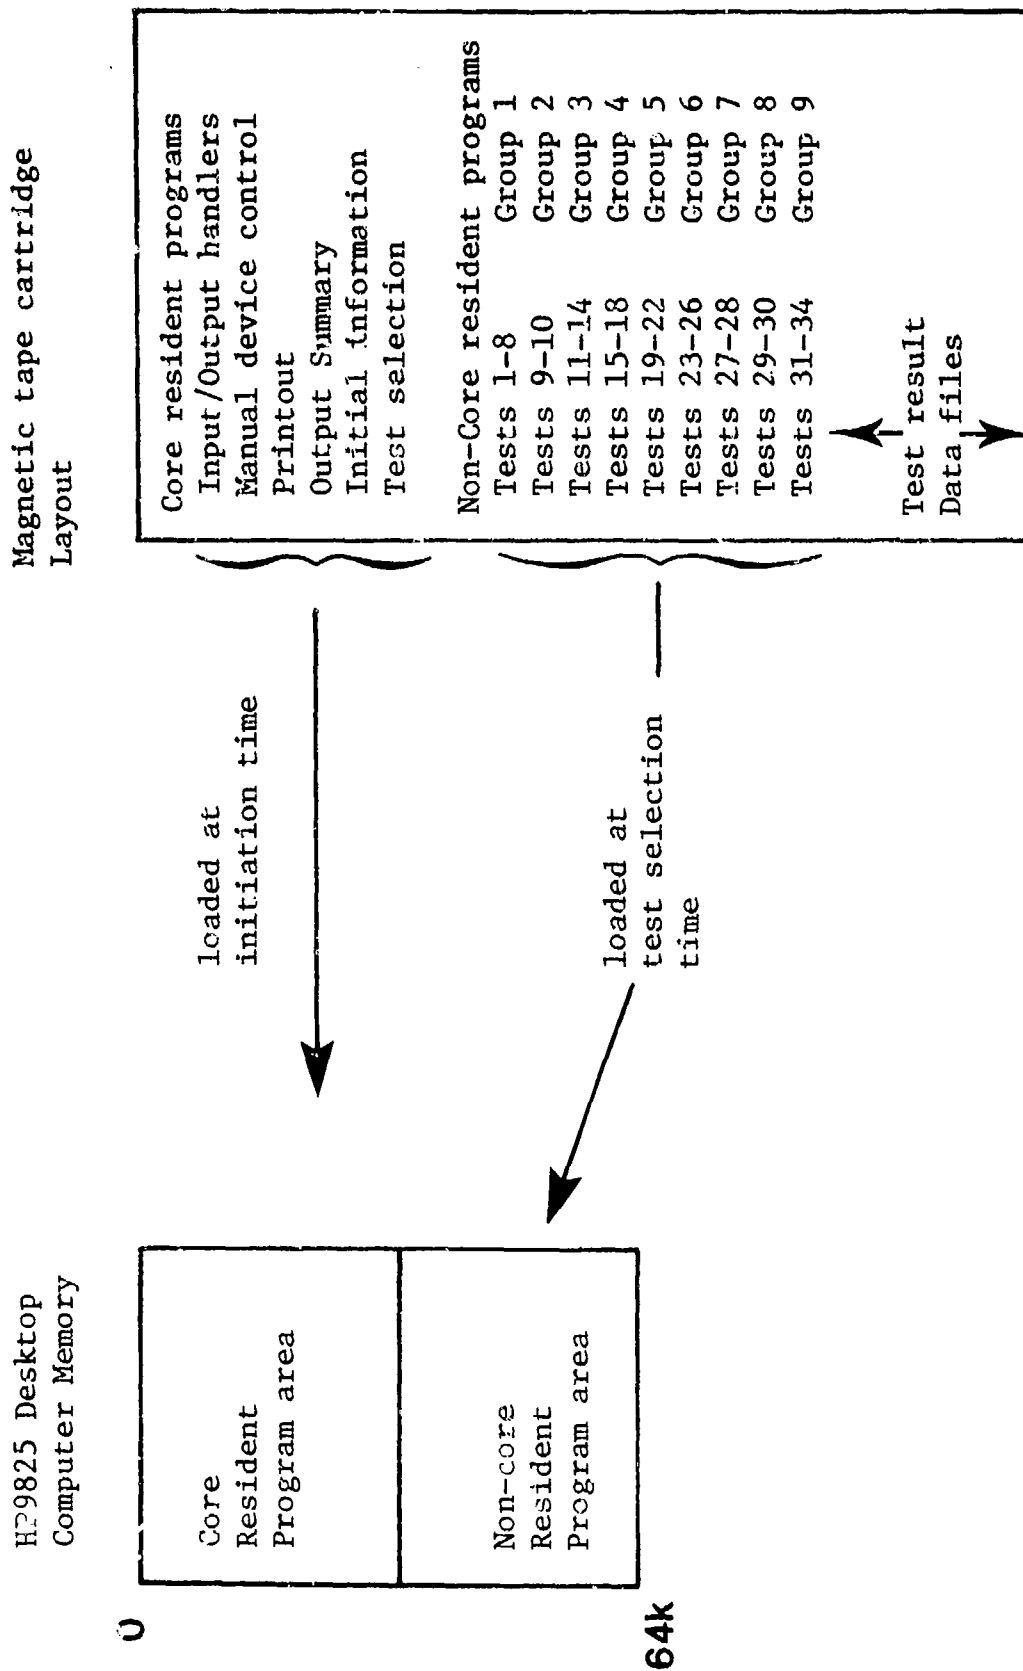 HP9825 Desktop
Computer Memory
0
Core
Resident
Program area
Non-core
Resident
Program area
64k
loaded at
initiation time
loaded at
test selection
time
Magnetic tape cartridge
Layout
Core resident programs
Input/Output handlers
Manual device control
Printout
Output Summary
Initial information
Test selection
Non-Core resident programs
Tests 1-8 Group 1
Tests 9-10 Group 2
Tests 11-14 Group 3
Tests 15-18 Group 4
Tests 19-22 Group 5
Tests 23-26 Group 6
Tests 27-28 Group 7
Tests 29-30 Group 8
Tests 31-34 Group 9
Test result
Data files